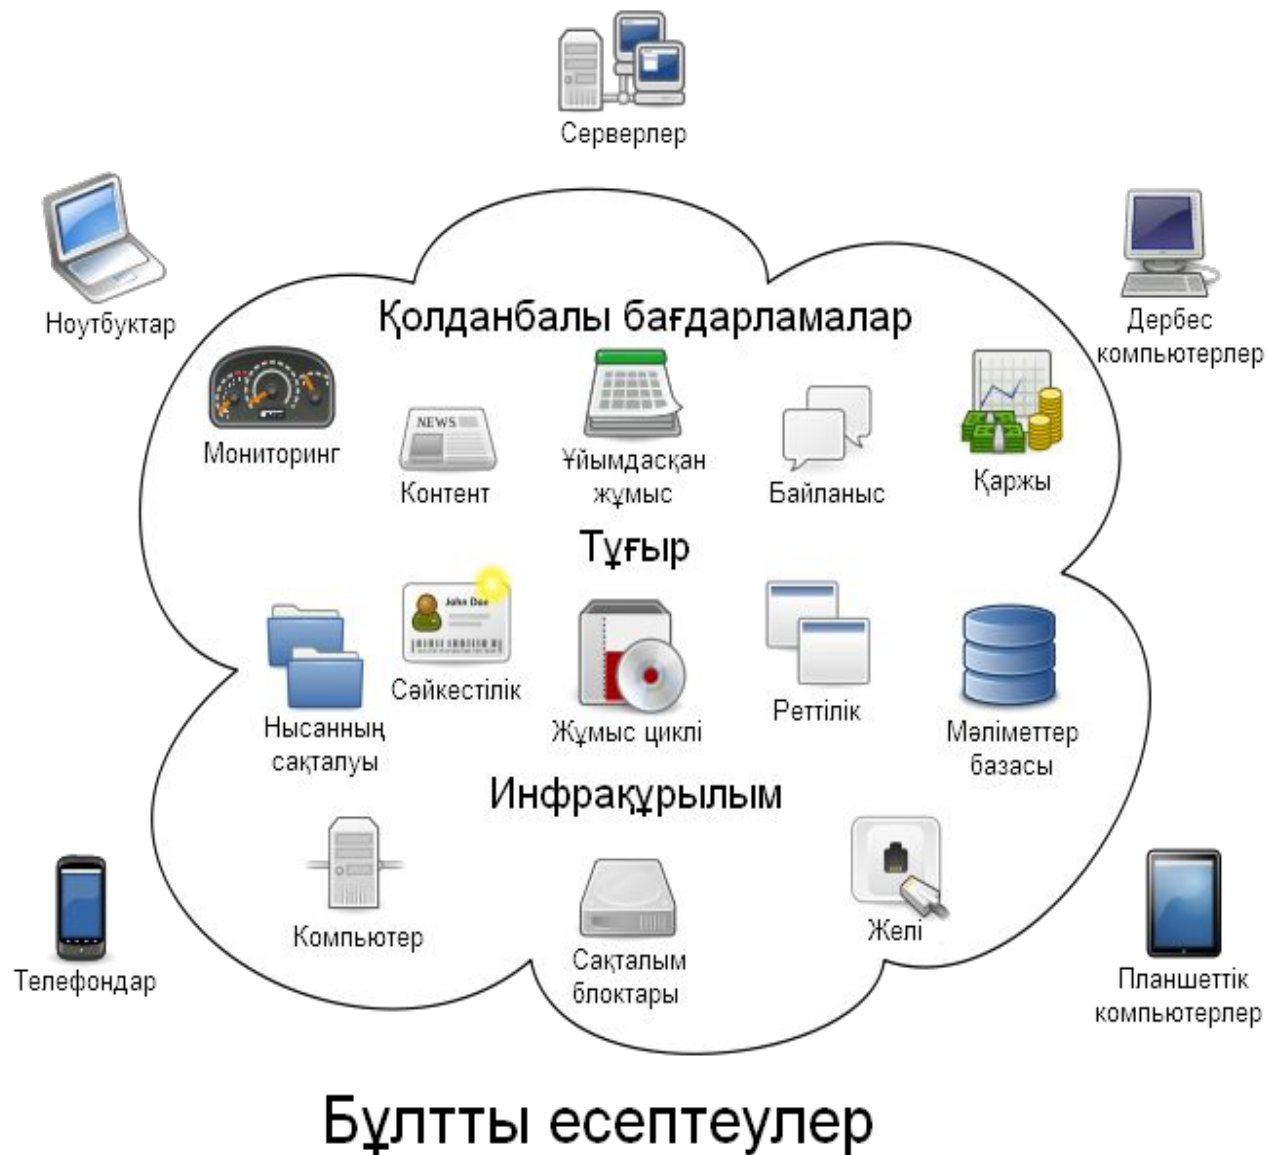 Серверлер
Ноутбуктар
Дербес
компьютерлер
Қолданбалы бағдарламалар
Мониторинг
NEWS
Контент
Ұйымдасқан
жұмыс
Байланыс
Қаржы
Тұғыр
Нысанның
сақталуы
John Doe
Сәйкестілік
Жұмыс циклі
Реттілік
Мәліметтер
базасы
Инфрақұрылым
Компьютер
Сақталым
блоктары
Желі
Телефондар
Планшеттік
компьютерлер
Бұлтты есептеулер